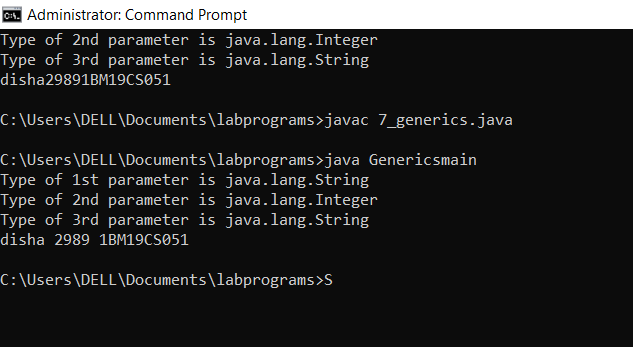 Administrator: Command Prompt
Type of 2nd parameter is java.lang.Integer
Type of 3rd parameter is java.lang.String
disha29891BM19CS051
C:\Users\DELL\Documents\labprograms>javac 7_generics.java
C:\Users\DELL\Documents\labprograms>java Genericsmain
Type of 1st parameter is java.lang.String
Type of 2nd parameter is java.lang.Integer
Type of 3rd parameter is java.lang.String
disha 2989 1BM19CS051
C:\Users\DELL\Documents\labprograms>S